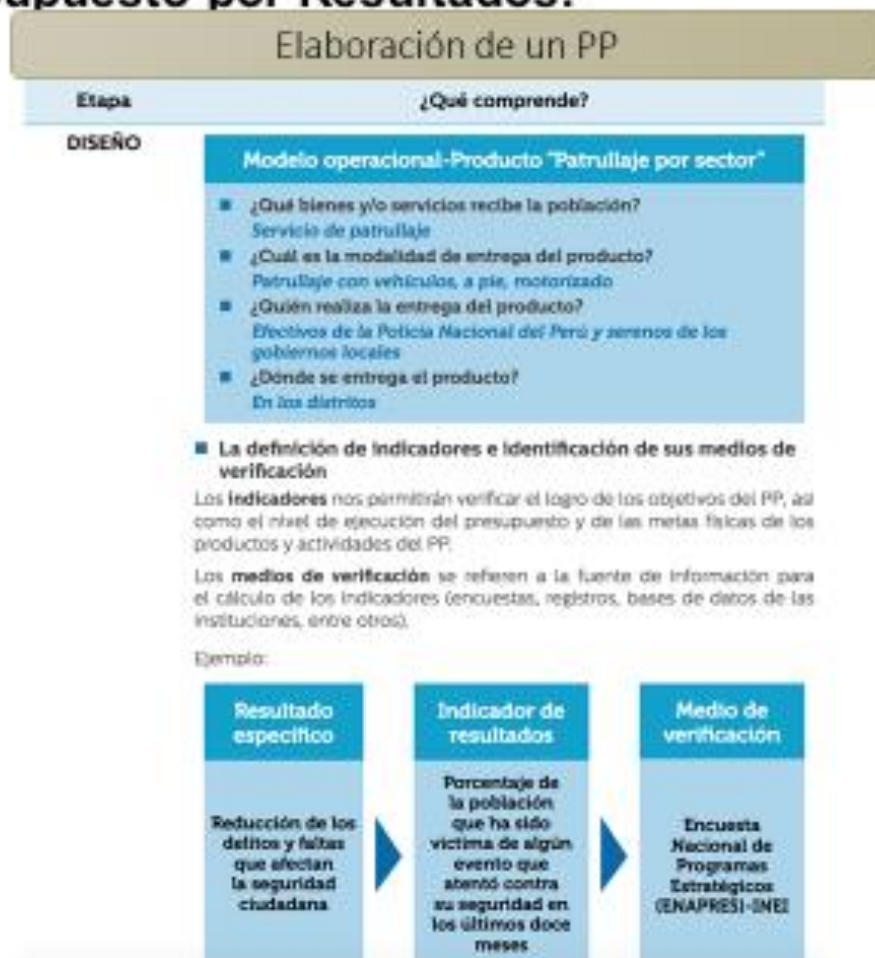 supuesto por Resultados:
Elaboración de un PP
Etapa ¿Qué comprende?
DISEÑO
Modelo operacional-Producto "Patrullaje por sector"
¿Qué bienes y/o servicios recibe la población?
Servicio de patrullaje
¿Cuál es la modalidad de entrega del producto?
Patrullaje con vehículos, a pie, motorizado
¿Quién realiza la entrega del producto?
Efectivos de la Policía Nacional del Perú y serenos de los
gobiernos locales
¿Dónde se entrega el producto?
En los distritos
La definición de indicadores e identificación de sus medios de
verificación
Los indicadores nos permitirán verificar el logro de los objetivos del PP, así
como el nivel de ejecución del presupuesto y de las metas físicas de los
productos y actividades del PP.
Los medios de verificación se refieren a la fuente de información para
el cálculo de los indicadores (encuestas, registros, bases de datos de las
instituciones, entre otros).
Ejemplo:
Resultado
específico
Reducción de los
delitos y faltas
que afectan
la seguridad
ciudadana
Indicador de
resultados
Porcentaje de
la población
que ha sido
víctima de algún
evento que
atentó contra
su seguridad en
los últimos doce
meses
Medio de
verificación
Encuesta
Nacional de
Programas
Estratégicos
(ENAPRES)-INEI